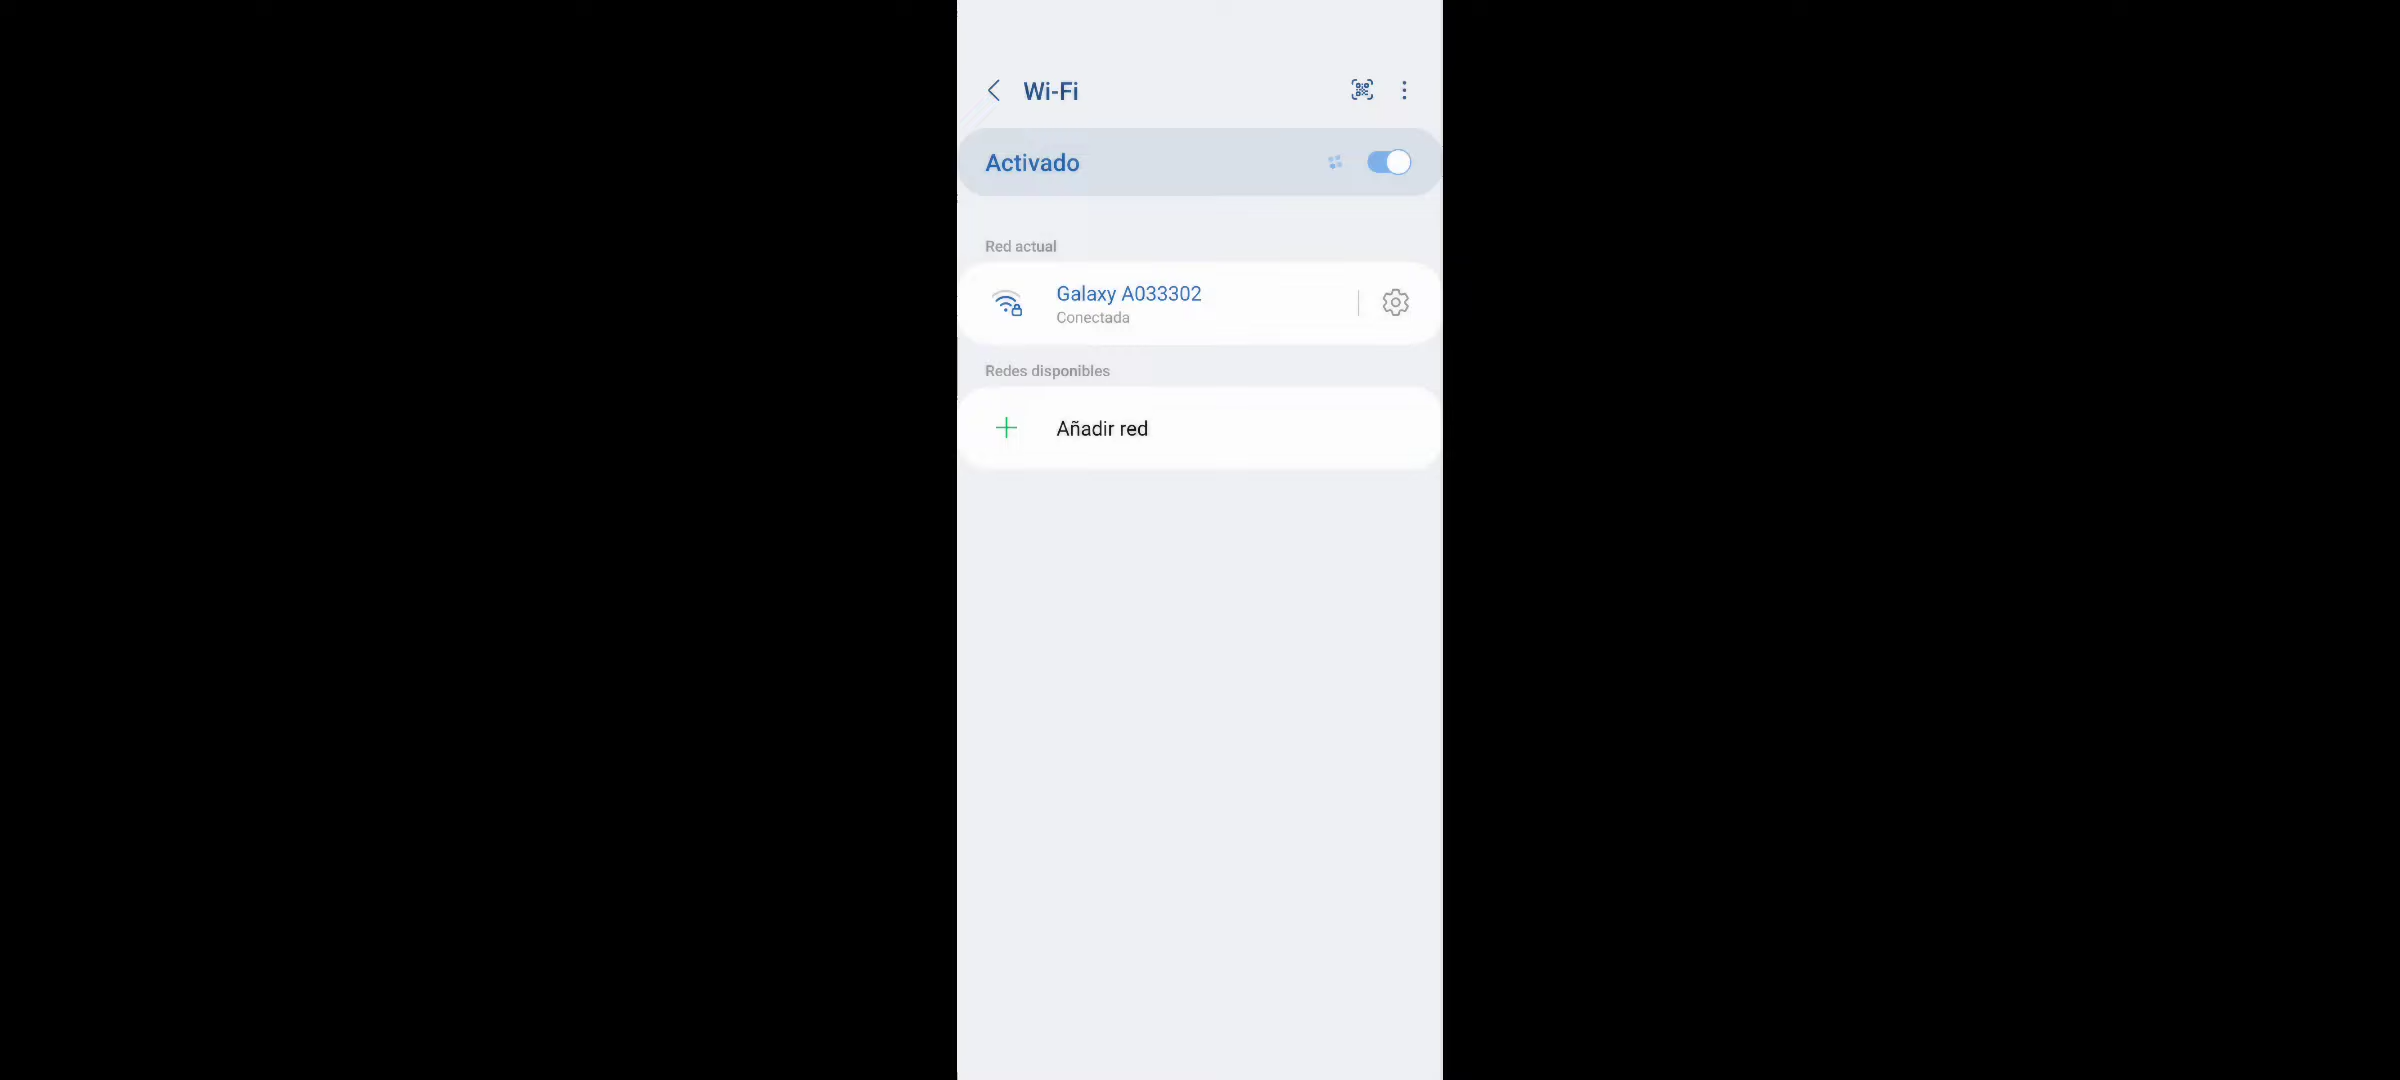 Wi-Fi
Activado
Red actual
Galaxy A033302
Conectada
Redes disponibles
Añadir red